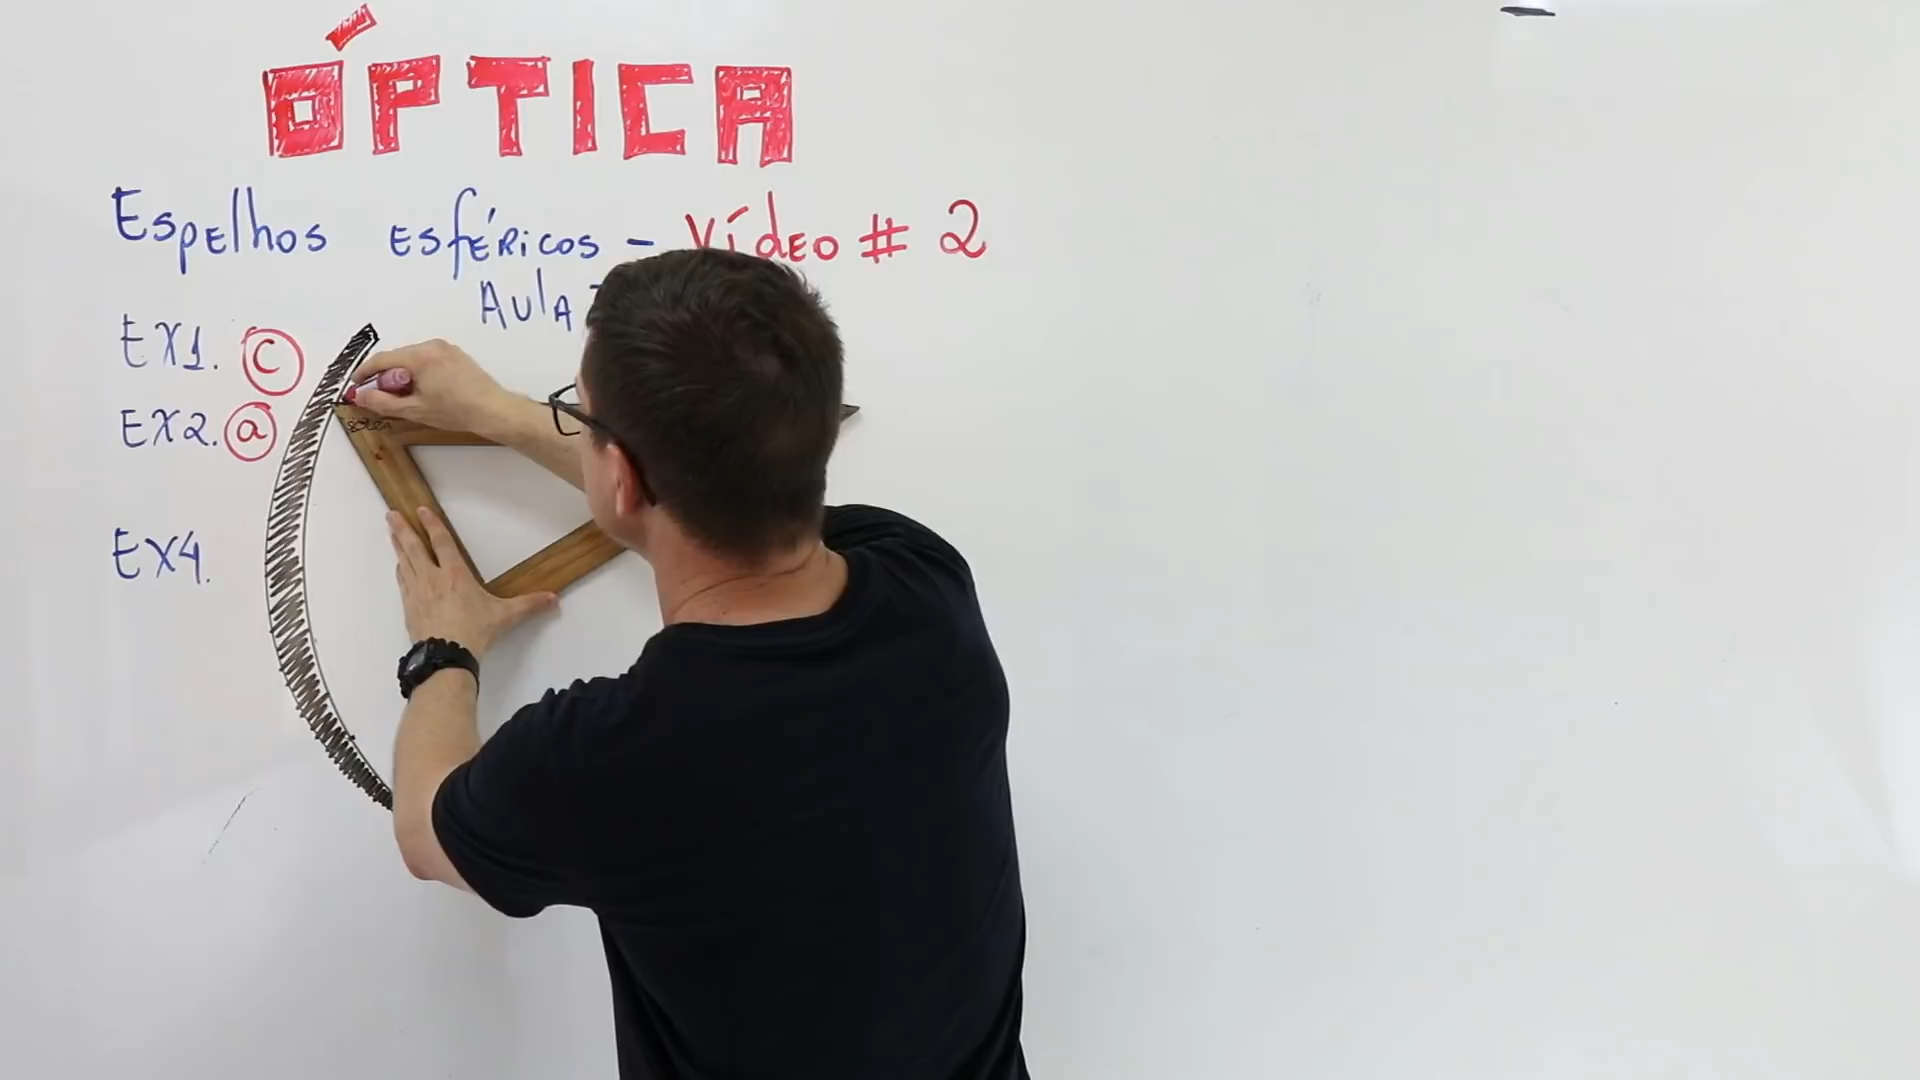 ÓPTICA
Espelhos esféricos - Vídeo # 2
Aula
EX1. C
EX2. a
EX4.